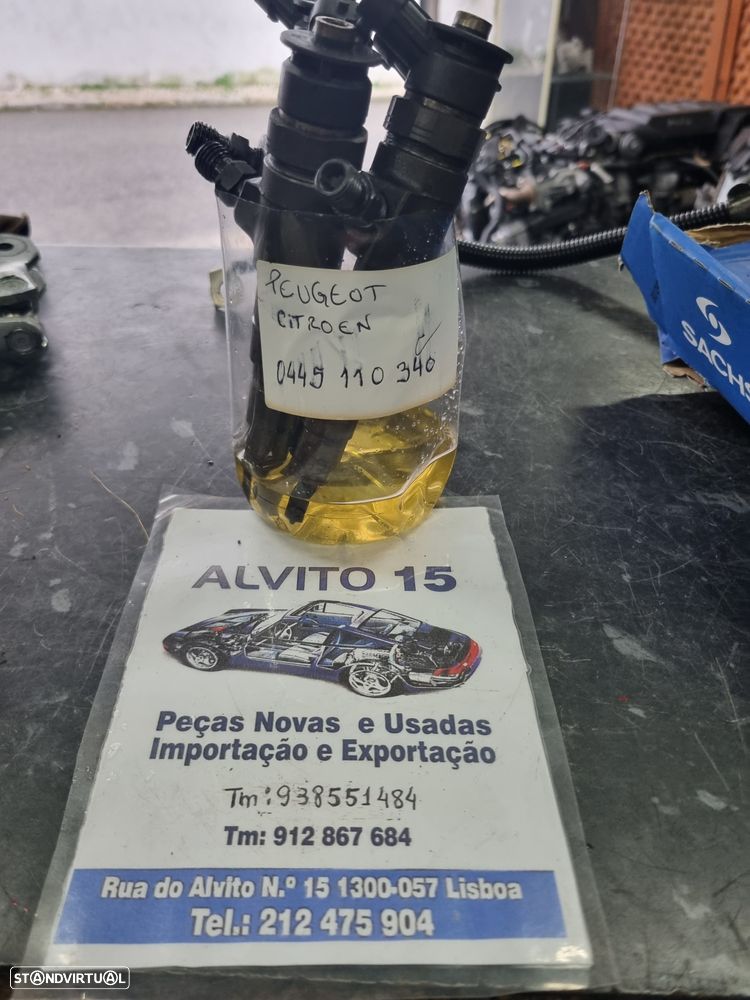 PEUGEOT
CITROEN
0445 110 340
SACHS
ALVITO 15
Peças Novas e Usadas
Importação e Exportação
Tm: 938551484
Tm: 912 867 684
Rua do Alvito N.º 15 1300-057 Lisboa
Tel.: 212 475 904
STANDVIRTUAL